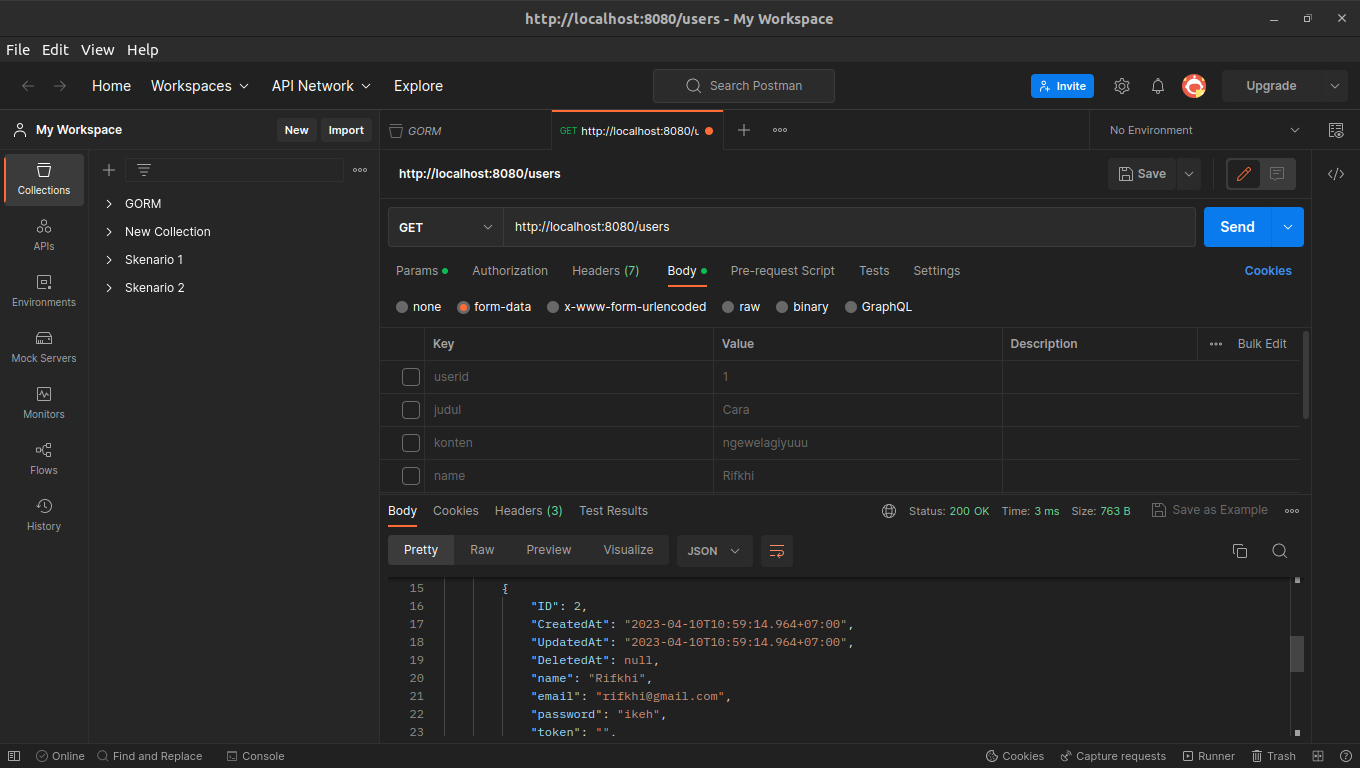 http://localhost:8080/users - My Workspace
File Edit View Help
Home Workspaces API Network Explore Search Postman Invite Upgrade
My Workspace New Import GORM GET http://localhost:8080/u No Environment
http://localhost:8080/users Save
Collections
APIs
Environments
Mock Servers
Monitors
Flows
History
GORM
New Collection
Skenario 1
Skenario 2
GET http://localhost:8080/users Send
Params Authorization Headers (7) Body Pre-request Script Tests Settings Cookies
none form-data x-www-form-urlencoded raw binary GraphQL
Key Value Description Bulk Edit
userid 1
judul Cara
konten ngewelagiyuuu
name Rifkhi
Body Cookies Headers (3) Test Results Status: 200 OK Time: 3 ms Size: 763 B Save as Example
Pretty Raw Preview Visualize JSON
15 {
16 "ID": 2,
17 "CreatedAt": "2023-04-10T10:59:14.964+07:00",
18 "UpdatedAt": "2023-04-10T10:59:14.964+07:00",
19 "DeletedAt": null,
20 "name": "Rifkhi",
21 "email": "rifkhi@gmail.com",
22 "password": "ikeh",
23 "token": "",
Online Find and Replace Console Cookies Capture requests Runner Trash